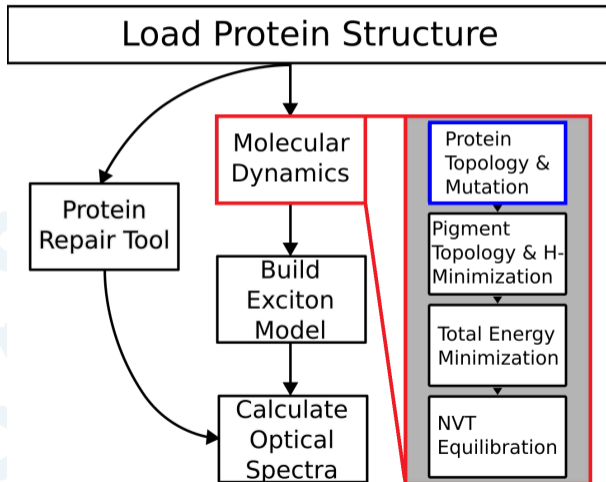 Load Protein Structure
Molecular
Dynamics
Protein
Repair Tool
Build
Exciton
Model
Calculate
Optical
Spectra
Protein
Topology &
Mutation
Pigment
Topology & H-
Minimization
Total Energy
Minimization
NVT
Equilibration